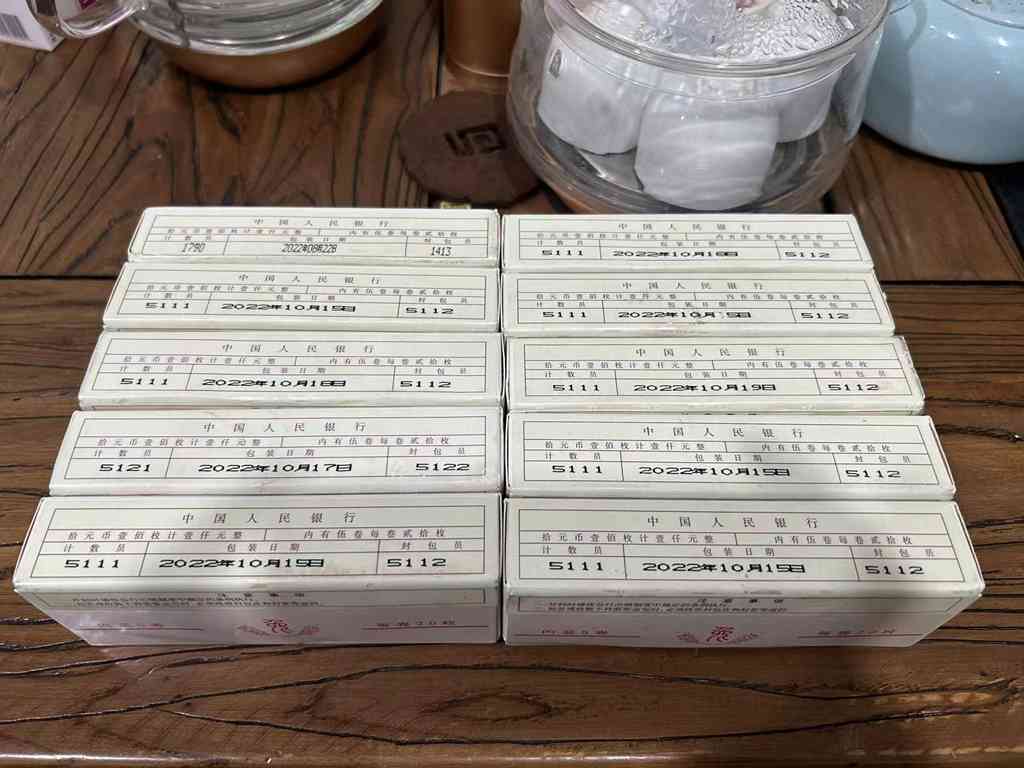 中国人民银行
拾元币壹佰枚计壹仟元整 内有伍卷每卷贰拾枚
计数员 包装日期 封包员
1790 2022年09月22日 1413
中国人民银行
拾元币壹佰枚计壹仟元整 内有伍卷每卷贰拾枚
计数员 包装日期 封包员
5111 2022年10月18日 5112
中国人民银行
拾元币壹佰枚计壹仟元整 内有伍卷每卷贰拾枚
计数员 包装日期 封包员
5111 2022年10月15日 5112
中国人民银行
拾元币壹佰枚计壹仟元整 内有伍卷每卷贰拾枚
计数员 包装日期 封包员
5111 2022年10月15日 5112
中国人民银行
拾元币壹佰枚计壹仟元整 内有伍卷每卷贰拾枚
计数员 包装日期 封包员
5111 2022年10月18日 5112
中国人民银行
拾元币壹佰枚计壹仟元整 内有伍卷每卷贰拾枚
计数员 包装日期 封包员
5111 2022年10月19日 5112
中国人民银行
拾元币壹佰枚计壹仟元整 内有伍卷每卷贰拾枚
计数员 包装日期 封包员
5121 2022年10月17日 5122
中国人民银行
拾元币壹佰枚计壹仟元整 内有伍卷每卷贰拾枚
计数员 包装日期 封包员
5111 2022年10月15日 5112
中国人民银行
拾元币壹佰枚计壹仟元整 内有伍卷每卷贰拾枚
计数员 包装日期 封包员
5111 2022年10月15日 5112
注意事项
内装5卷 每卷20枚
中国人民银行
拾元币壹佰枚计壹仟元整 内有伍卷每卷贰拾枚
计数员 包装日期 封包员
5111 2022年10月15日 5112
注意事项
内装5卷